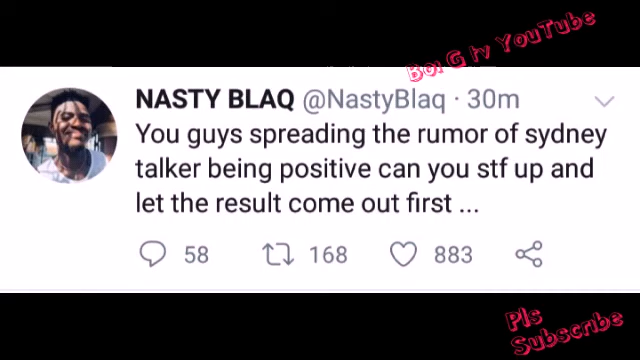 Boi G tv YouTube
NASTY BLAQ @NastyBlaq · 30m
You guys spreading the rumor of sydney
talker being positive can you stf up and
let the result come out first ...
58 168 883
Pls
Subscribe